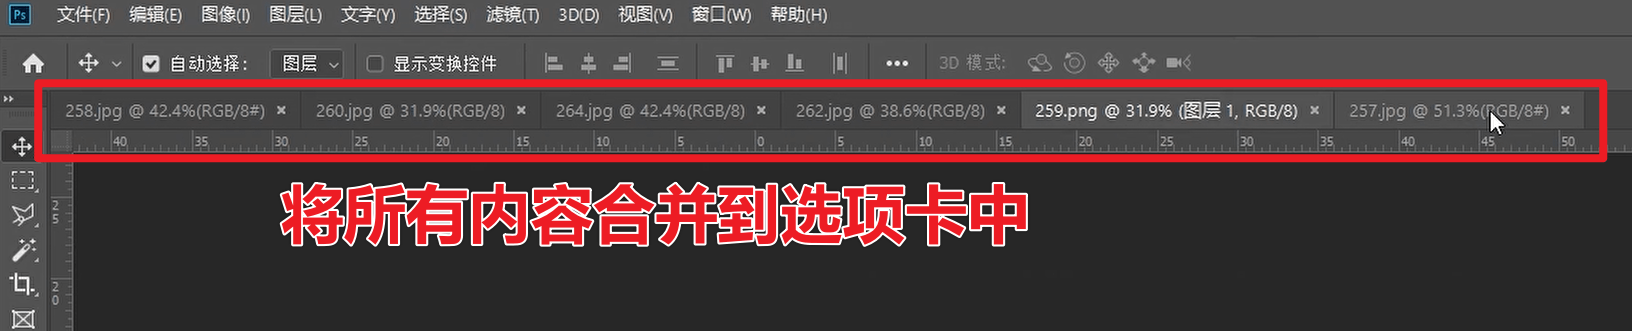 Ps 文件(F) 编辑(E) 图像(I) 图层(L) 文字(Y) 选择(S) 滤镜(T) 3D(D) 视图(V) 窗口(W) 帮助(H)
自动选择： 图层 显示变换控件 3D 模式:
258.jpg @ 42.4%(RGB/8#) × 260.jpg @ 31.9%(RGB/8) × 264.jpg @ 42.4%(RGB/8) × 262.jpg @ 38.6%(RGB/8) × 259.png @ 31.9% (图层 1, RGB/8) × 257.jpg @ 51.3%(RGB/8#) ×
40 35 30 25 20 15 10 5 0 5 10 15 20 25 30 35 40 45 50
将所有内容合并到选项卡中
25
20